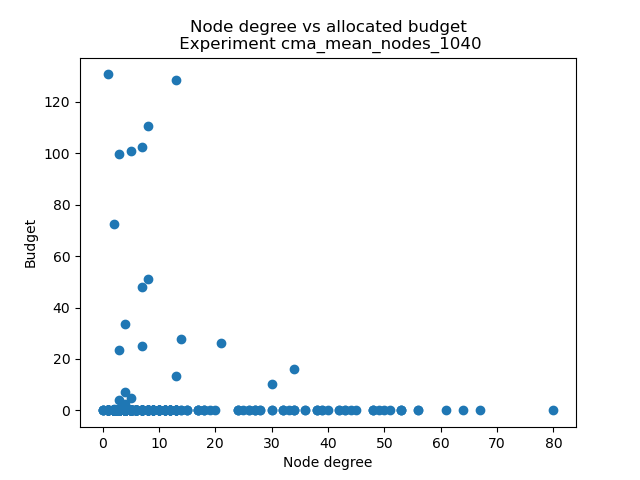 Node degree vs allocated budget
Experiment cma_mean_nodes_1040
120
100
80
60
40
20
0
Budget
0 10 20 30 40 50 60 70 80
Node degree